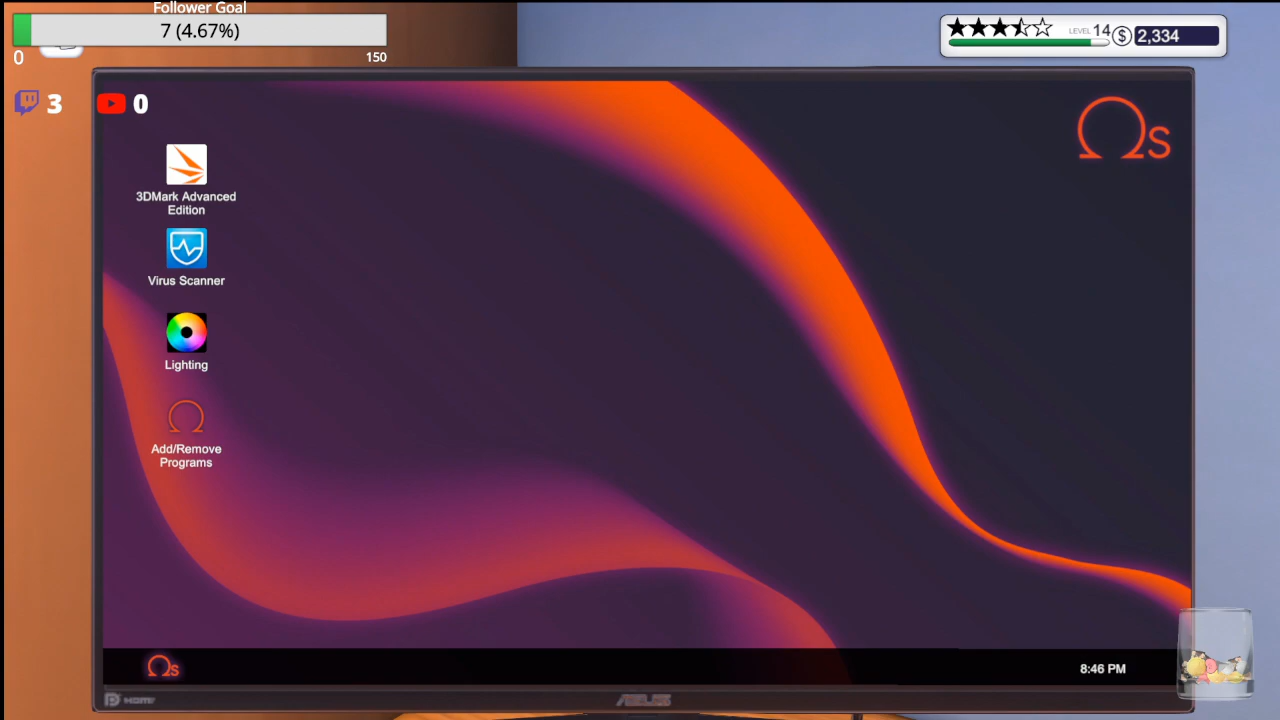 Follower Goal
7 (4.67%)
0
150
3
0
LEVEL 14
$ 2,334
Ωs
3DMark Advanced
Edition
Virus Scanner
Lighting
Add/Remove
Programs
Ωs
8:46 PM
HDMI
ASUS